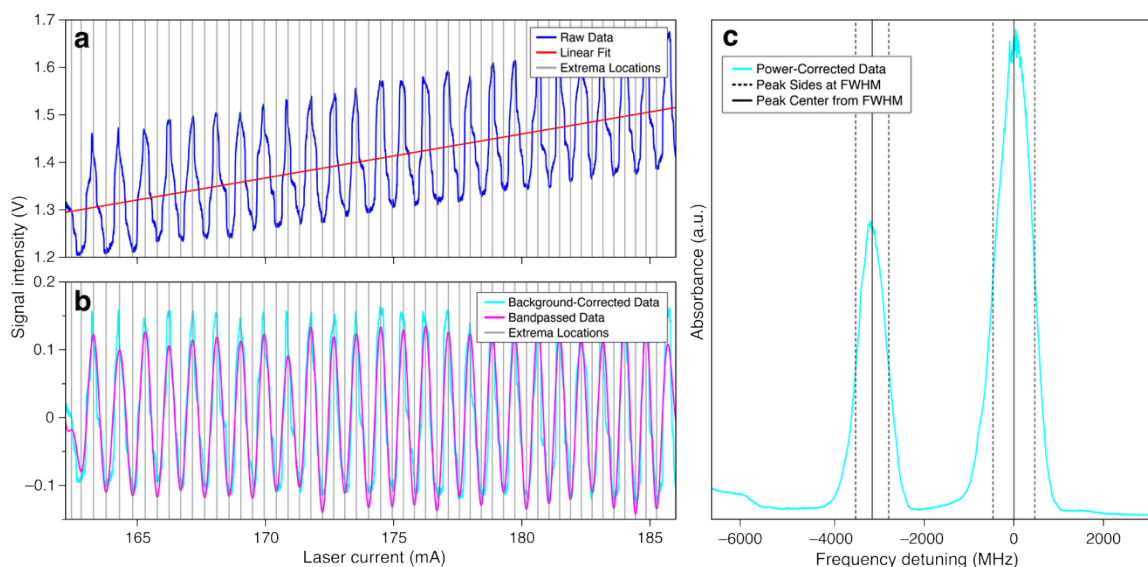 a
1.7
1.6
1.5
1.4
1.3
1.2
Raw Data
Linear Fit
Extrema Locations
Signal intensity (V)
b
0.2
0.1
0
−0.1
Background-Corrected Data
Bandpassed Data
Extrema Locations
165
170
175
180
185
Laser current (mA)
c
Power-Corrected Data
Peak Sides at FWHM
Peak Center from FWHM
Absorbance (a.u.)
−6000
−4000
−2000
0
2000
Frequency detuning (MHz)